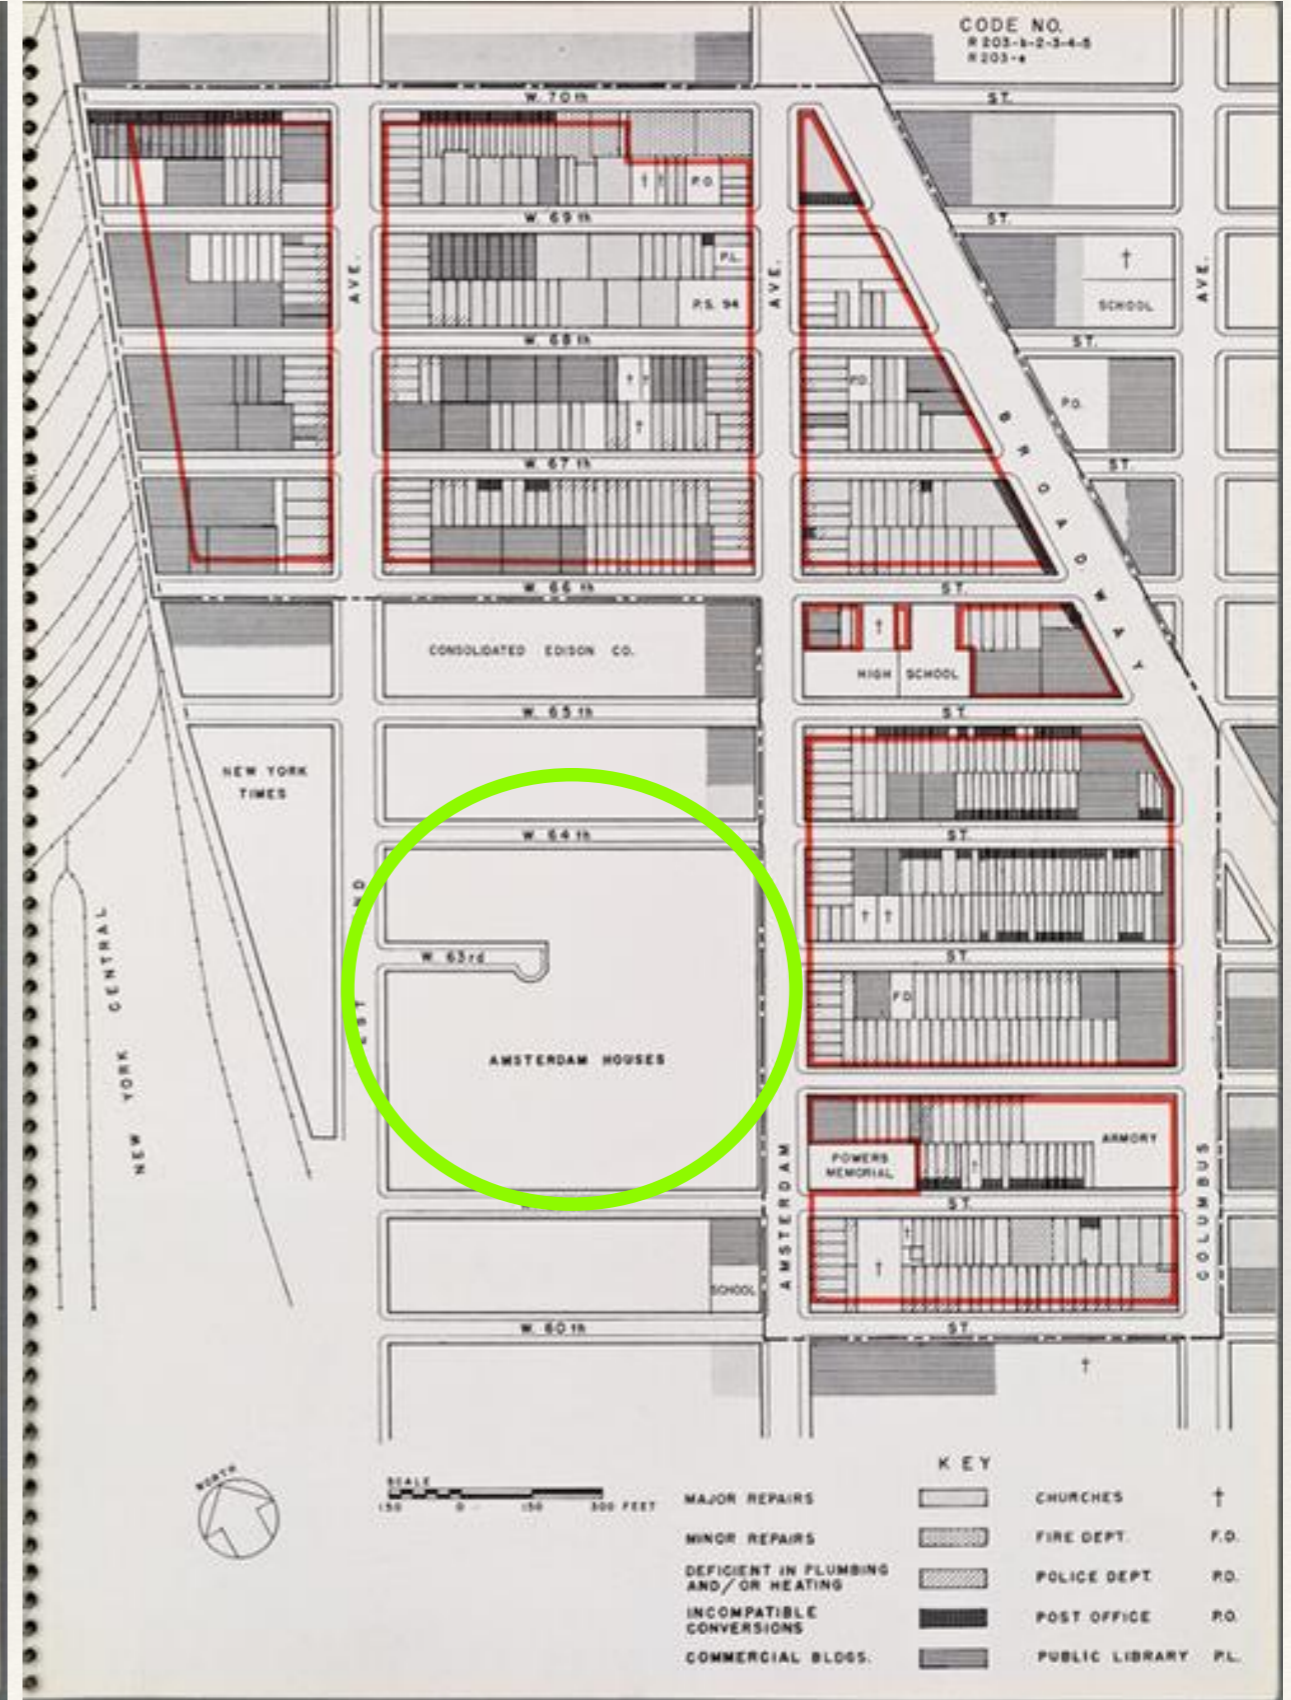 CODE NO.
R 203-b-2-3-4-5
R 203-a
W. 70 th
ST.
† †
P.O.
W. 69 th
ST.
AVE.
AVE.
AVE.
P.L.
†
P.S. 94
SCHOOL
W. 68 th
ST.
† †
P.D.
P.O.
†
W. 67 th
ST.
BROADWAY
W. 66 th
ST.
CONSOLIDATED EDISON CO.
†
HIGH SCHOOL
W. 65 th
ST.
NEW YORK
TIMES
W. 64 th
ST.
† †
W. 63rd
ST.
NEW YORK CENTRAL
F.D.
AMSTERDAM HOUSES
ARMORY
POWERS
MEMORIAL
†
ST.
AMSTERDAM
COLUMBUS
†
†
SCHOOL
W. 60 th
ST.
†
NORTH
SCALE
150 0 150 300 FEET
KEY
MAJOR REPAIRS
CHURCHES †
MINOR REPAIRS
FIRE DEPT. F.D.
DEFICIENT IN PLUMBING
AND/OR HEATING
POLICE DEPT. P.D.
INCOMPATIBLE
CONVERSIONS
POST OFFICE P.O.
COMMERCIAL BLDGS.
PUBLIC LIBRARY P.L.